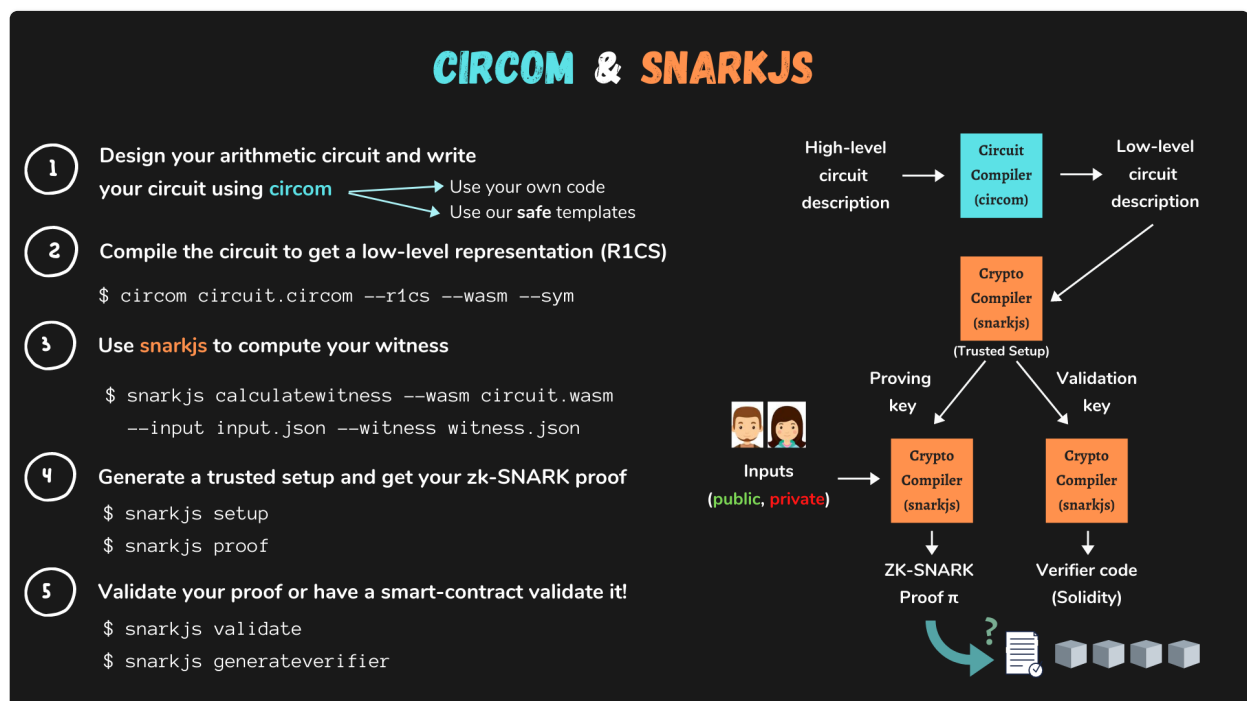 CIRCOM & SNARKJS
1
Design your arithmetic circuit and write
your circuit using circom
Use your own code
Use our safe templates
2
Compile the circuit to get a low-level representation (R1CS)
$ circom circuit.circom --r1cs --wasm --sym
3
Use snarkjs to compute your witness
$ snarkjs calculatewitness --wasm circuit.wasm
--input input.json --witness witness.json
4
Generate a trusted setup and get your zk-SNARK proof
$ snarkjs setup
$ snarkjs proof
5
Validate your proof or have a smart-contract validate it!
$ snarkjs validate
$ snarkjs generateverifier
High-level
circuit
description
Circuit
Compiler
(circom)
Low-level
circuit
description
Crypto
Compiler
(snarkjs)
(Trusted Setup)
Proving
key
Validation
key
Inputs
(public, private)
Crypto
Compiler
(snarkjs)
Crypto
Compiler
(snarkjs)
ZK-SNARK
Proof π
Verifier code
(Solidity)
?